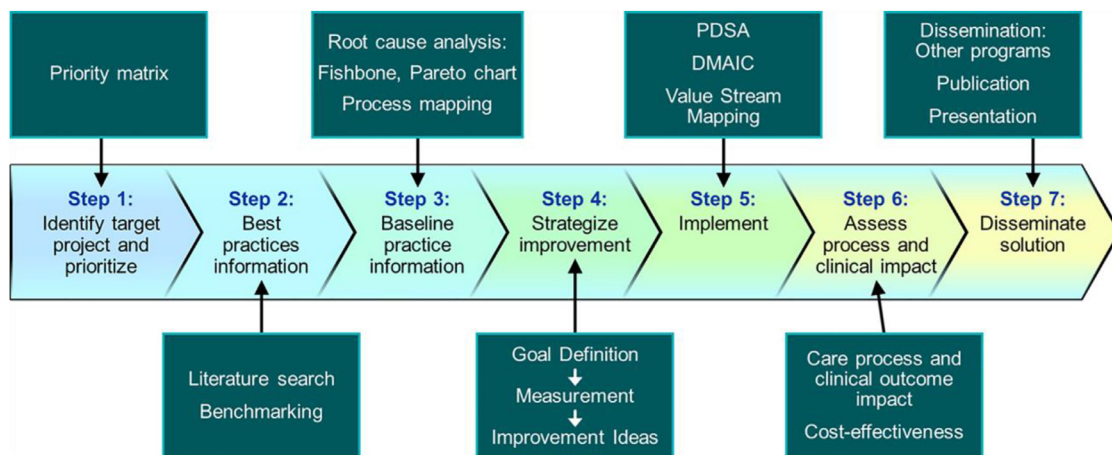 Priority matrix
Root cause analysis:
Fishbone, Pareto chart
Process mapping
PDSA
DMAIC
Value Stream
Mapping
Dissemination:
Other programs
Publication
Presentation
Step 1:
Identify target
project and
prioritize
Step 2:
Best
practices
information
Step 3:
Baseline
practice
information
Step 4:
Strategize
improvement
Step 5:
Implement
Step 6:
Assess
process and
clinical impact
Step 7:
Disseminate
solution
Literature search
Benchmarking
Goal Definition
Measurement
Improvement Ideas
Care process and
clinical outcome
impact
Cost-effectiveness